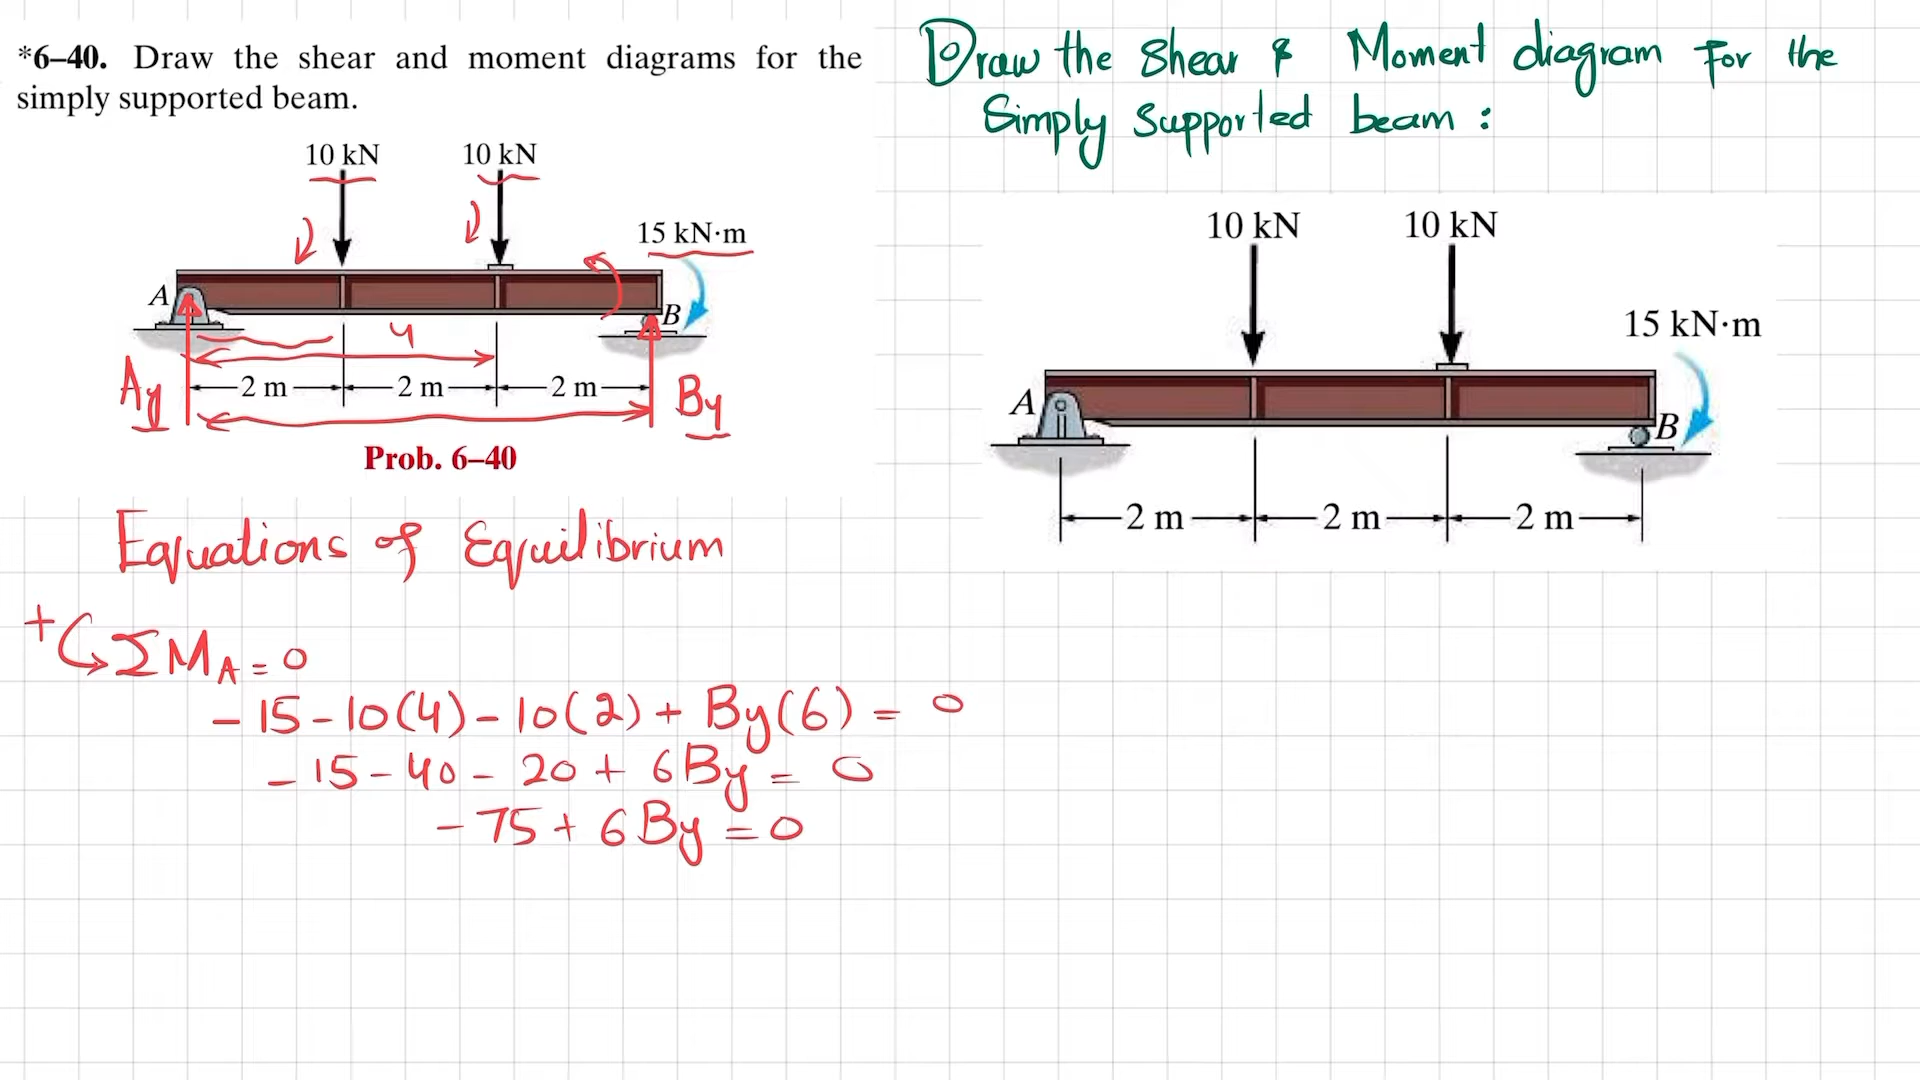 *6–40. Draw the shear and moment diagrams for the
simply supported beam.
10 kN 10 kN
15 kN·m
A
B
4
Ay
2 m 2 m 2 m
By
Prob. 6–40
Equations of Equilibrium
+ ΣMA = 0
- 15 - 10(4) - 10(2) + By(6) = 0
- 15 - 40 - 20 + 6By = 0
- 75 + 6By = 0
Draw the Shear & Moment diagram For the
Simply Supported beam :
10 kN 10 kN
15 kN·m
A
B
2 m 2 m 2 m